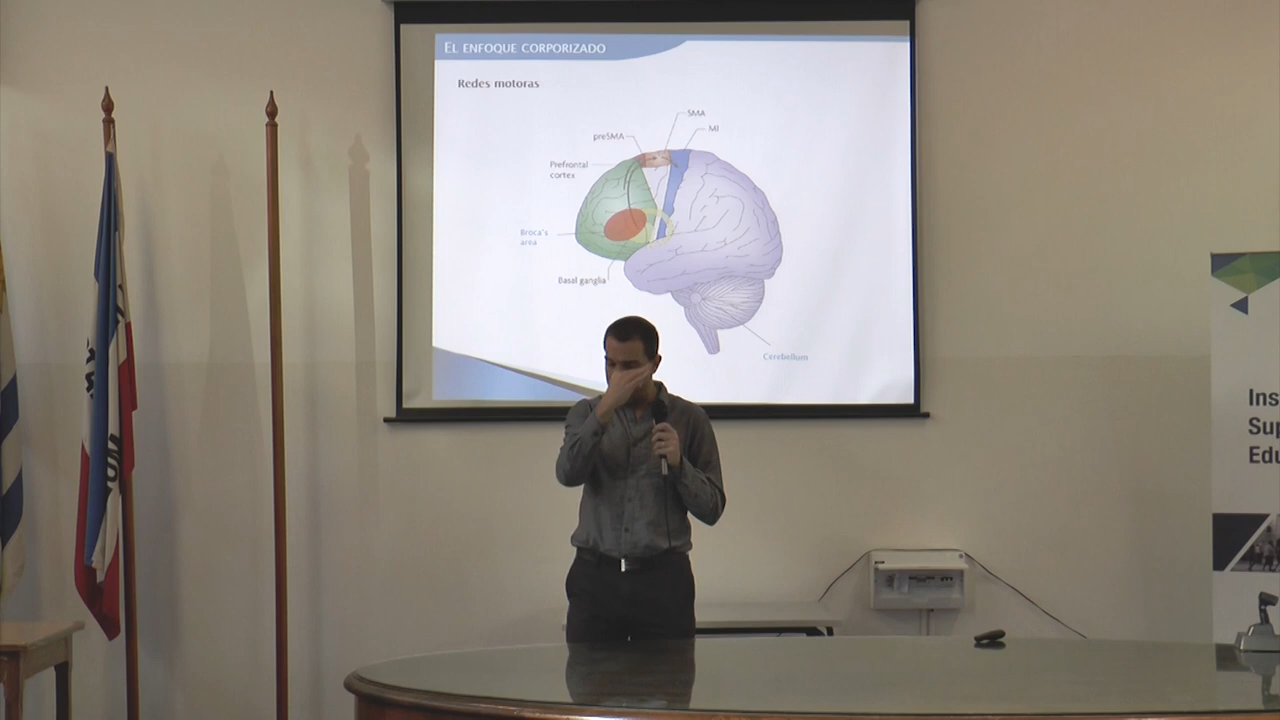 EL ENFOQUE CORPORIZADO
Redes motoras
SMA
preSMA
MI
Prefrontal
cortex
Broca's
area
Basal ganglia
Cerebellum
Ins
Sup
Edu